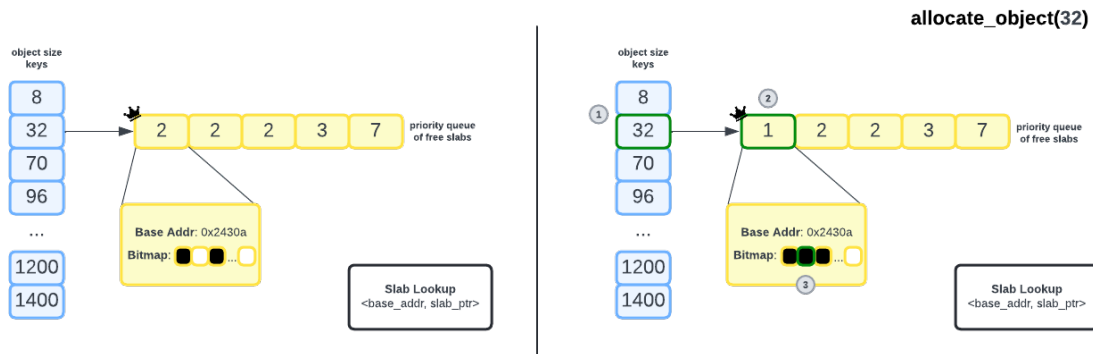 allocate_object(32)
object size
keys
8
32
70
96
...
1200
1400
2 2 2 3 7
priority queue
of free slabs
Base Addr: 0x2430a
Bitmap: ...
Slab Lookup
<base_addr, slab_ptr>
object size
keys
1
8
32
70
96
...
1200
1400
2
1 2 2 3 7
priority queue
of free slabs
Base Addr: 0x2430a
Bitmap: ...
3
Slab Lookup
<base_addr, slab_ptr>